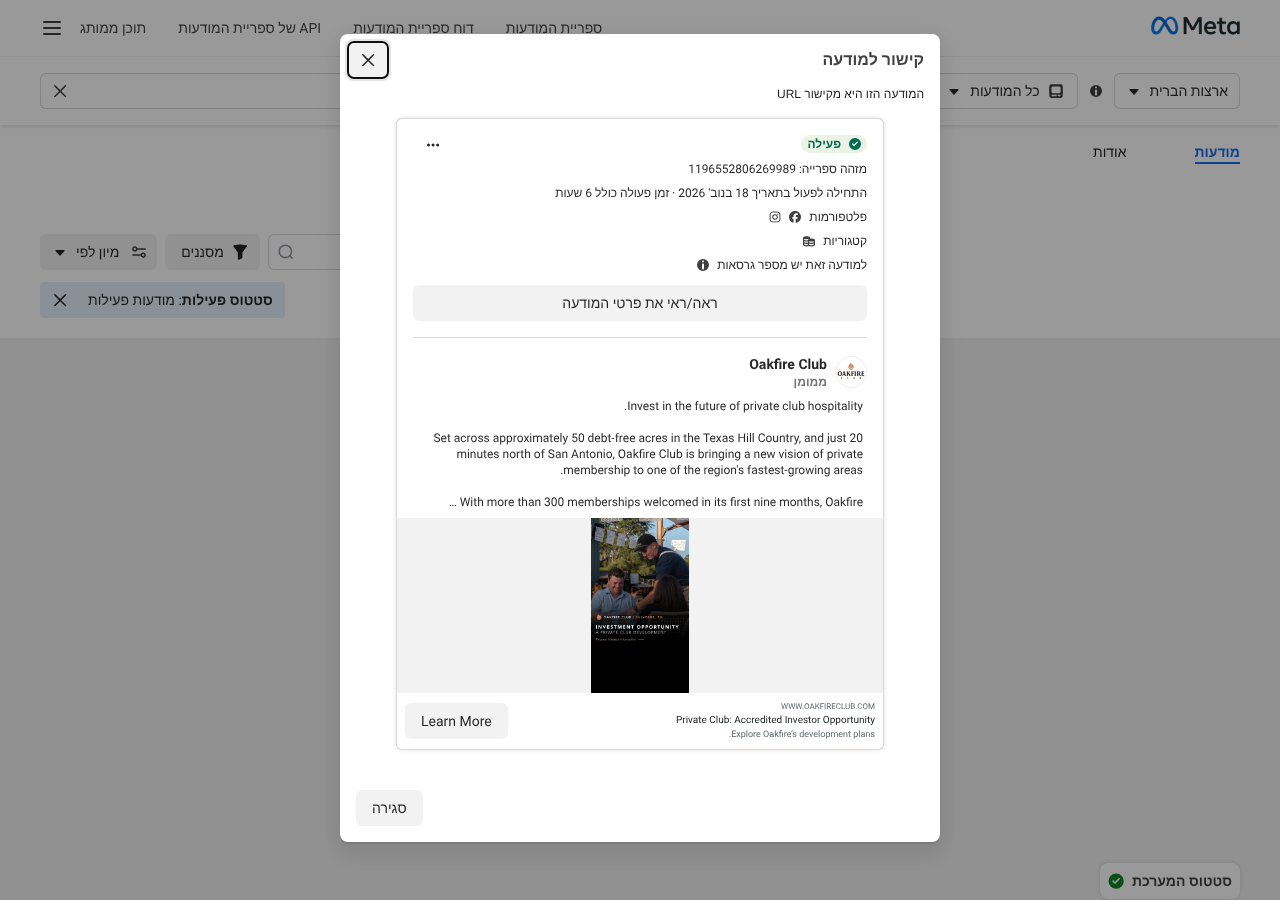 Meta
ספריית המודעות
דוח ספריית המודעות
API של ספריית המודעות
תוכן ממותג
ארצות הברית
כל המודעות
מודעות
אודות
מסננים
מיון לפי
סטטוס פעילות: מודעות פעילות
קישור למודעה
המודעה הזו היא מקישור URL
פעילה
מזהה ספרייה: 1196552806269989
התחילה לפעול בתאריך 18 בנוב' 2026 · זמן פעולה כולל 6 שעות
פלטפורמות
קטגוריות
למודעה זאת יש מספר גרסאות
ראה/ראי את פרטי המודעה
OAKFIRE
CLUB
Oakfire Club
ממומן
Invest in the future of private club hospitality.
Set across approximately 50 debt-free acres in the Texas Hill Country, and just 20
minutes north of San Antonio, Oakfire Club is bringing a new vision of private
membership to one of the region's fastest-growing areas.
With more than 300 memberships welcomed in its first nine months, Oakfire ...
INVESTMENT OPPORTUNITY
A PRIVATE CLUB DEVELOPMENT
WWW.OAKFIRECLUB.COM
Private Club: Accredited Investor Opportunity
Explore Oakfire's development plans.
Learn More
סגירה
סטטוס המערכת